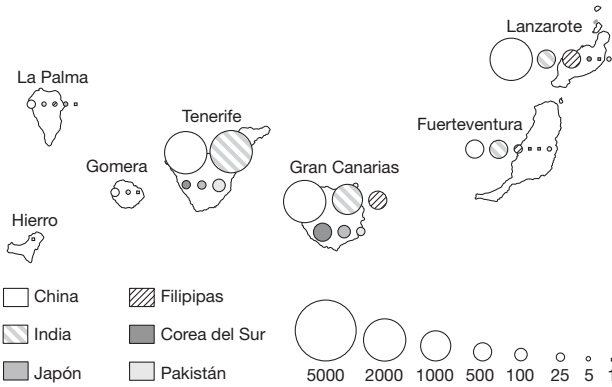 Lanzarote
La Palma
Tenerife
Fuerteventura
Gomera
Gran Canarias
Hierro
China
Filipipas
India
Corea del Sur
Japón
Pakistán
5000 2000 1000 500 100 25 5 1